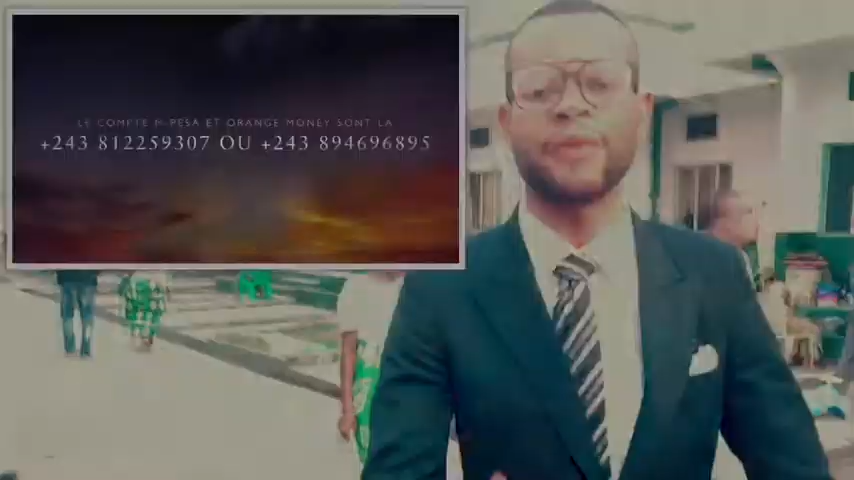 LE COMPTE M-PESA ET ORANGE MONEY SONT LA
+243 812259307 OU +243 894696895